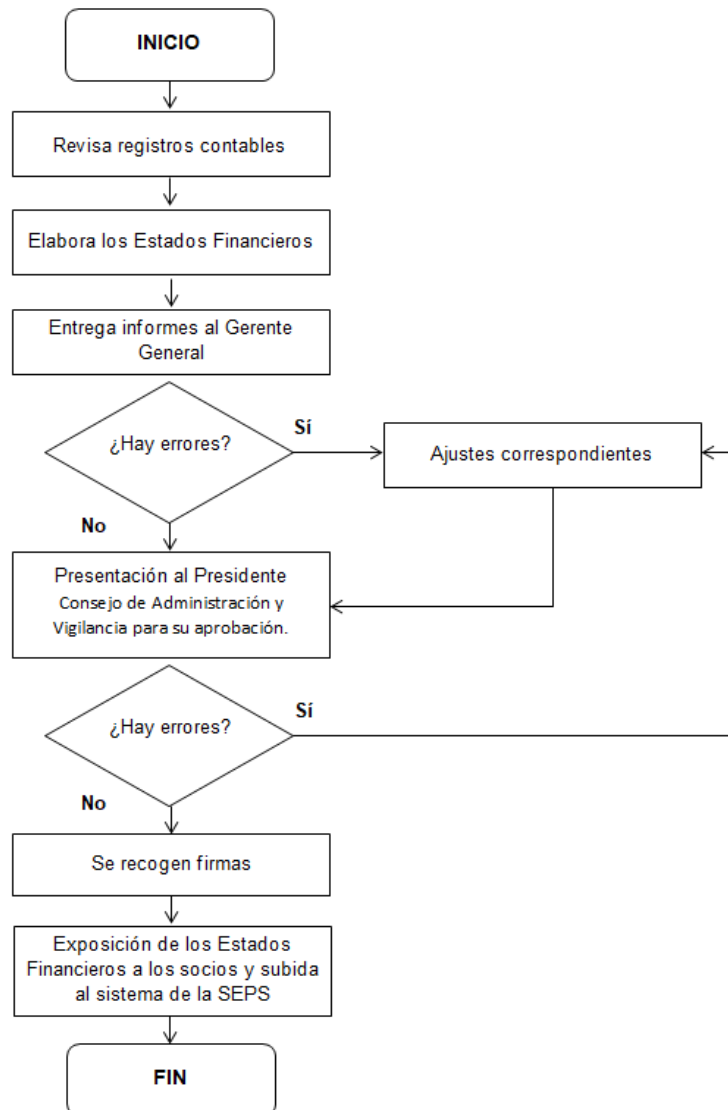 INICIO
Revisa registros contables
Elabora los Estados Financieros
Entrega informes al Gerente
General
¿Hay errores?
Sí
Ajustes correspondientes
No
Presentación al Presidente
Consejo de Administración y
Vigilancia para su aprobación.
¿Hay errores?
Sí
No
Se recogen firmas
Exposición de los Estados
Financieros a los socios y subida
al sistema de la SEPS
FIN